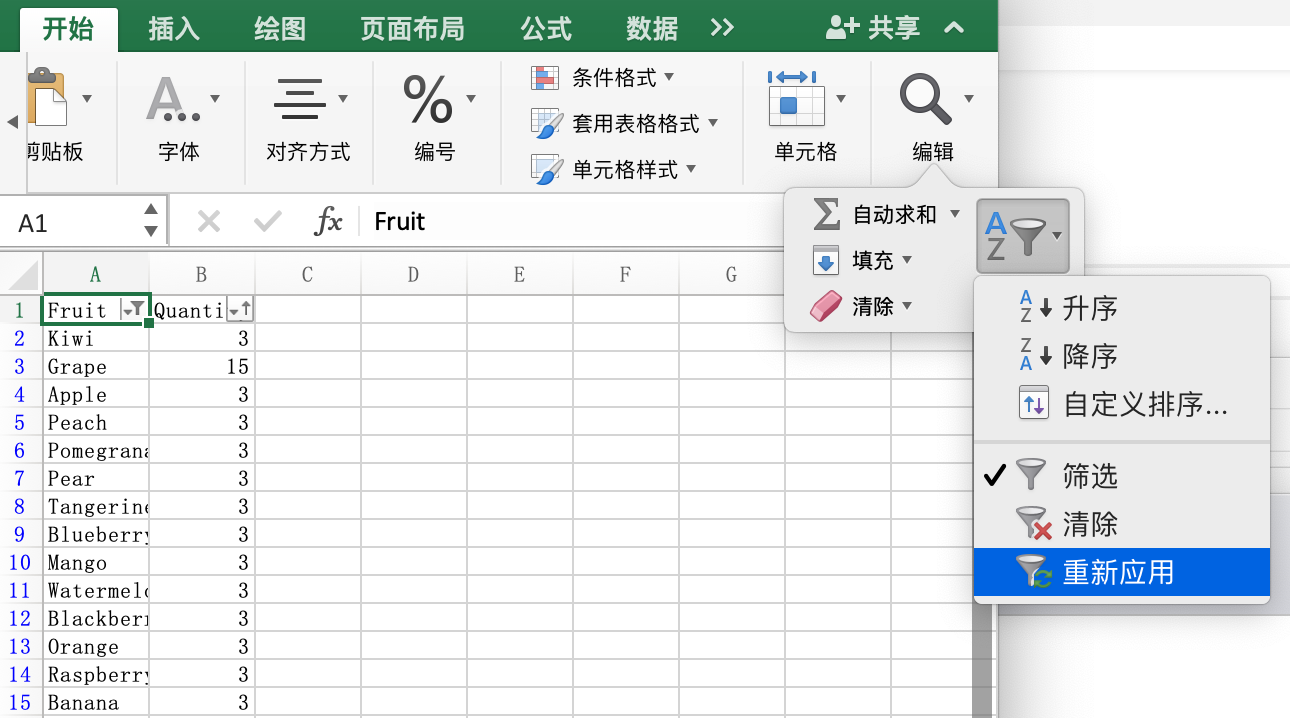 开始 插入 绘图 页面布局 公式 数据 共享
剪贴板 字体 对齐方式 % 编号
条件格式
套用表格格式
单元格样式
单元格
编辑
A1 fx Fruit
自动求和
填充
清除
升序
降序
自定义排序...
筛选
清除
重新应用
A B C D E F G
1 Fruit Quanti
2 Kiwi 3
3 Grape 15
4 Apple 3
5 Peach 3
6 Pomegrana 3
7 Pear 3
8 Tangerine 3
9 Blueberry 3
10 Mango 3
11 Watermelo 3
12 Blackberr 3
13 Orange 3
14 Raspberry 3
15 Banana 3